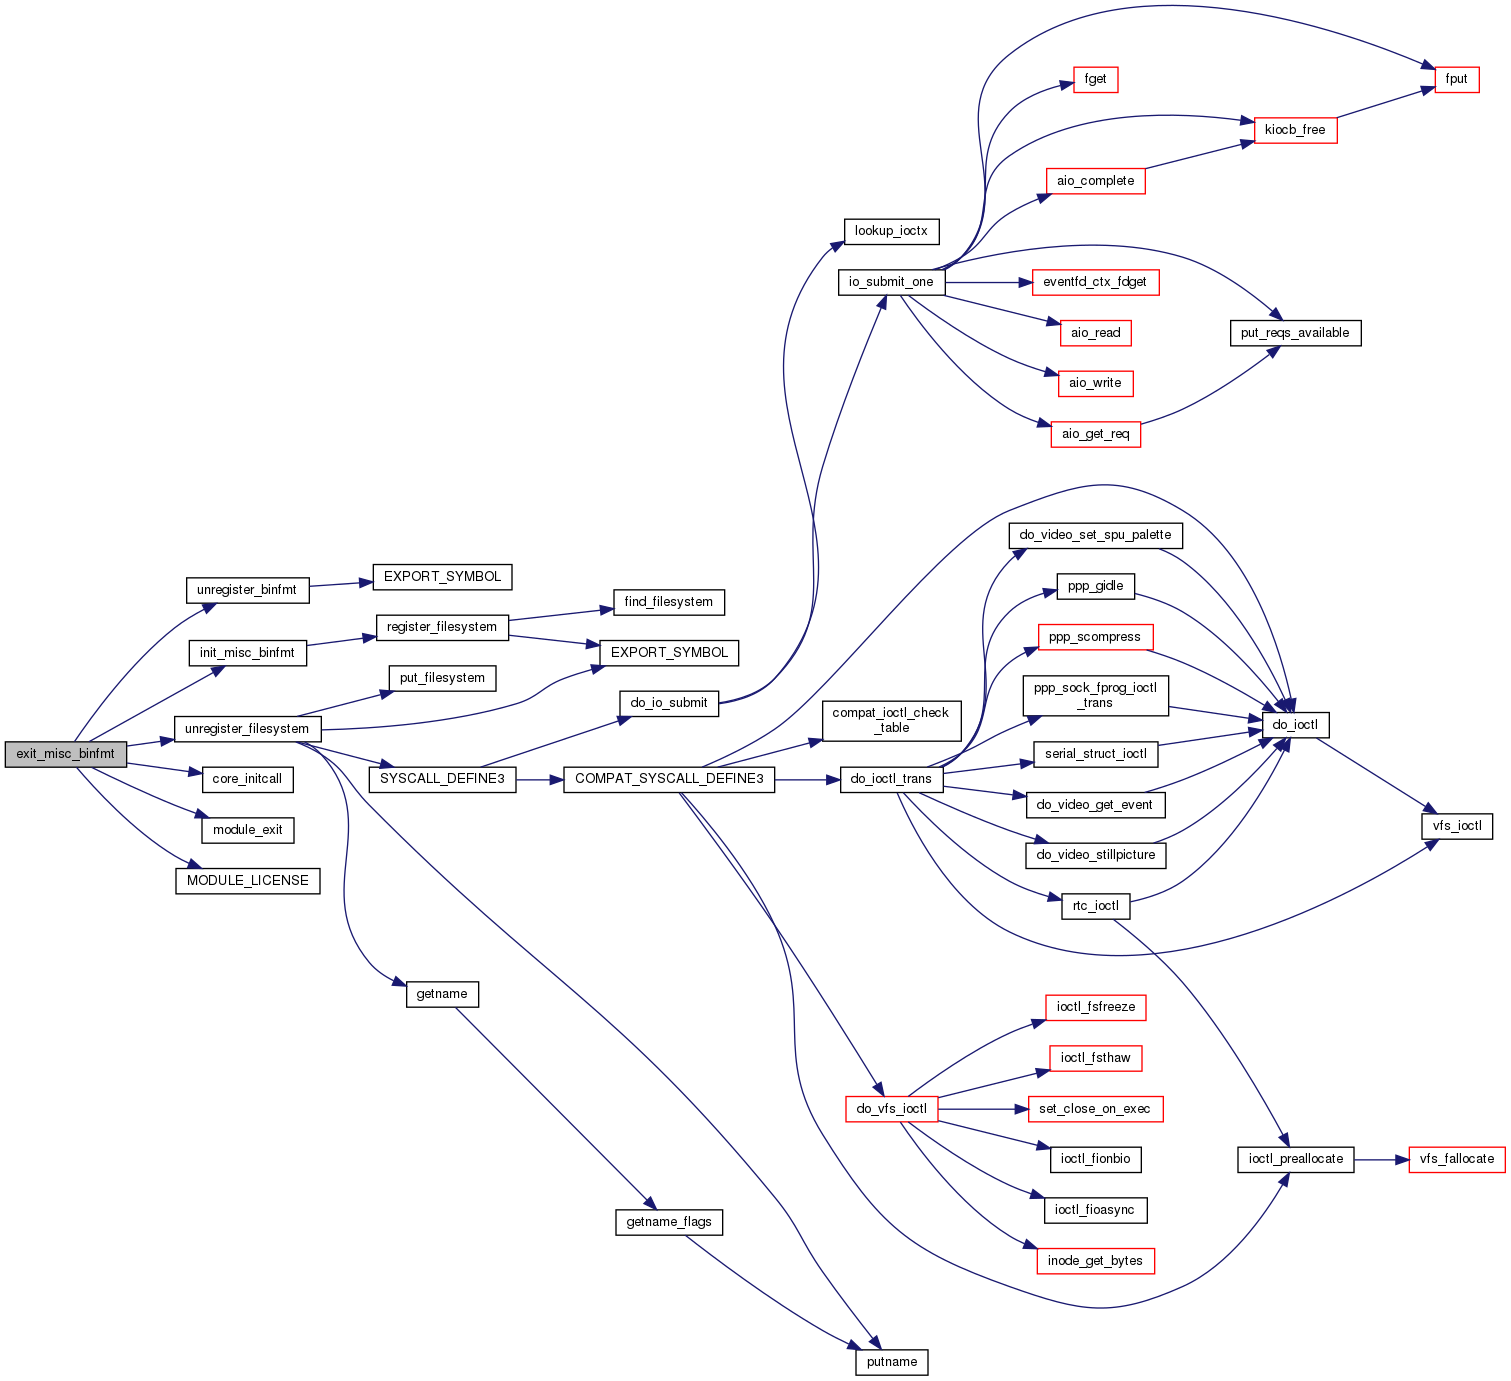 fget
fput
kiocb_free
aio_complete
lookup_ioctx
io_submit_one
eventfd_ctx_fdget
aio_read
put_reqs_available
aio_write
aio_get_req
do_video_set_spu_palette
EXPORT_SYMBOL
unregister_binfmt
ppp_gidle
find_filesystem
register_filesystem
ppp_scompress
init_misc_binfmt
EXPORT_SYMBOL
put_filesystem
ppp_sock_fprog_ioctl
_trans
do_io_submit
compat_ioctl_check
_table
unregister_filesystem
do_ioctl
exit_misc_binfmt
serial_struct_ioctl
core_initcall
SYSCALL_DEFINE3
COMPAT_SYSCALL_DEFINE3
do_ioctl_trans
do_video_get_event
module_exit
vfs_ioctl
do_video_stillpicture
MODULE_LICENSE
rtc_ioctl
getname
ioctl_fsfreeze
ioctl_fsthaw
do_vfs_ioctl
set_close_on_exec
ioctl_fionbio
ioctl_preallocate
vfs_fallocate
ioctl_fioasync
getname_flags
inode_get_bytes
putname